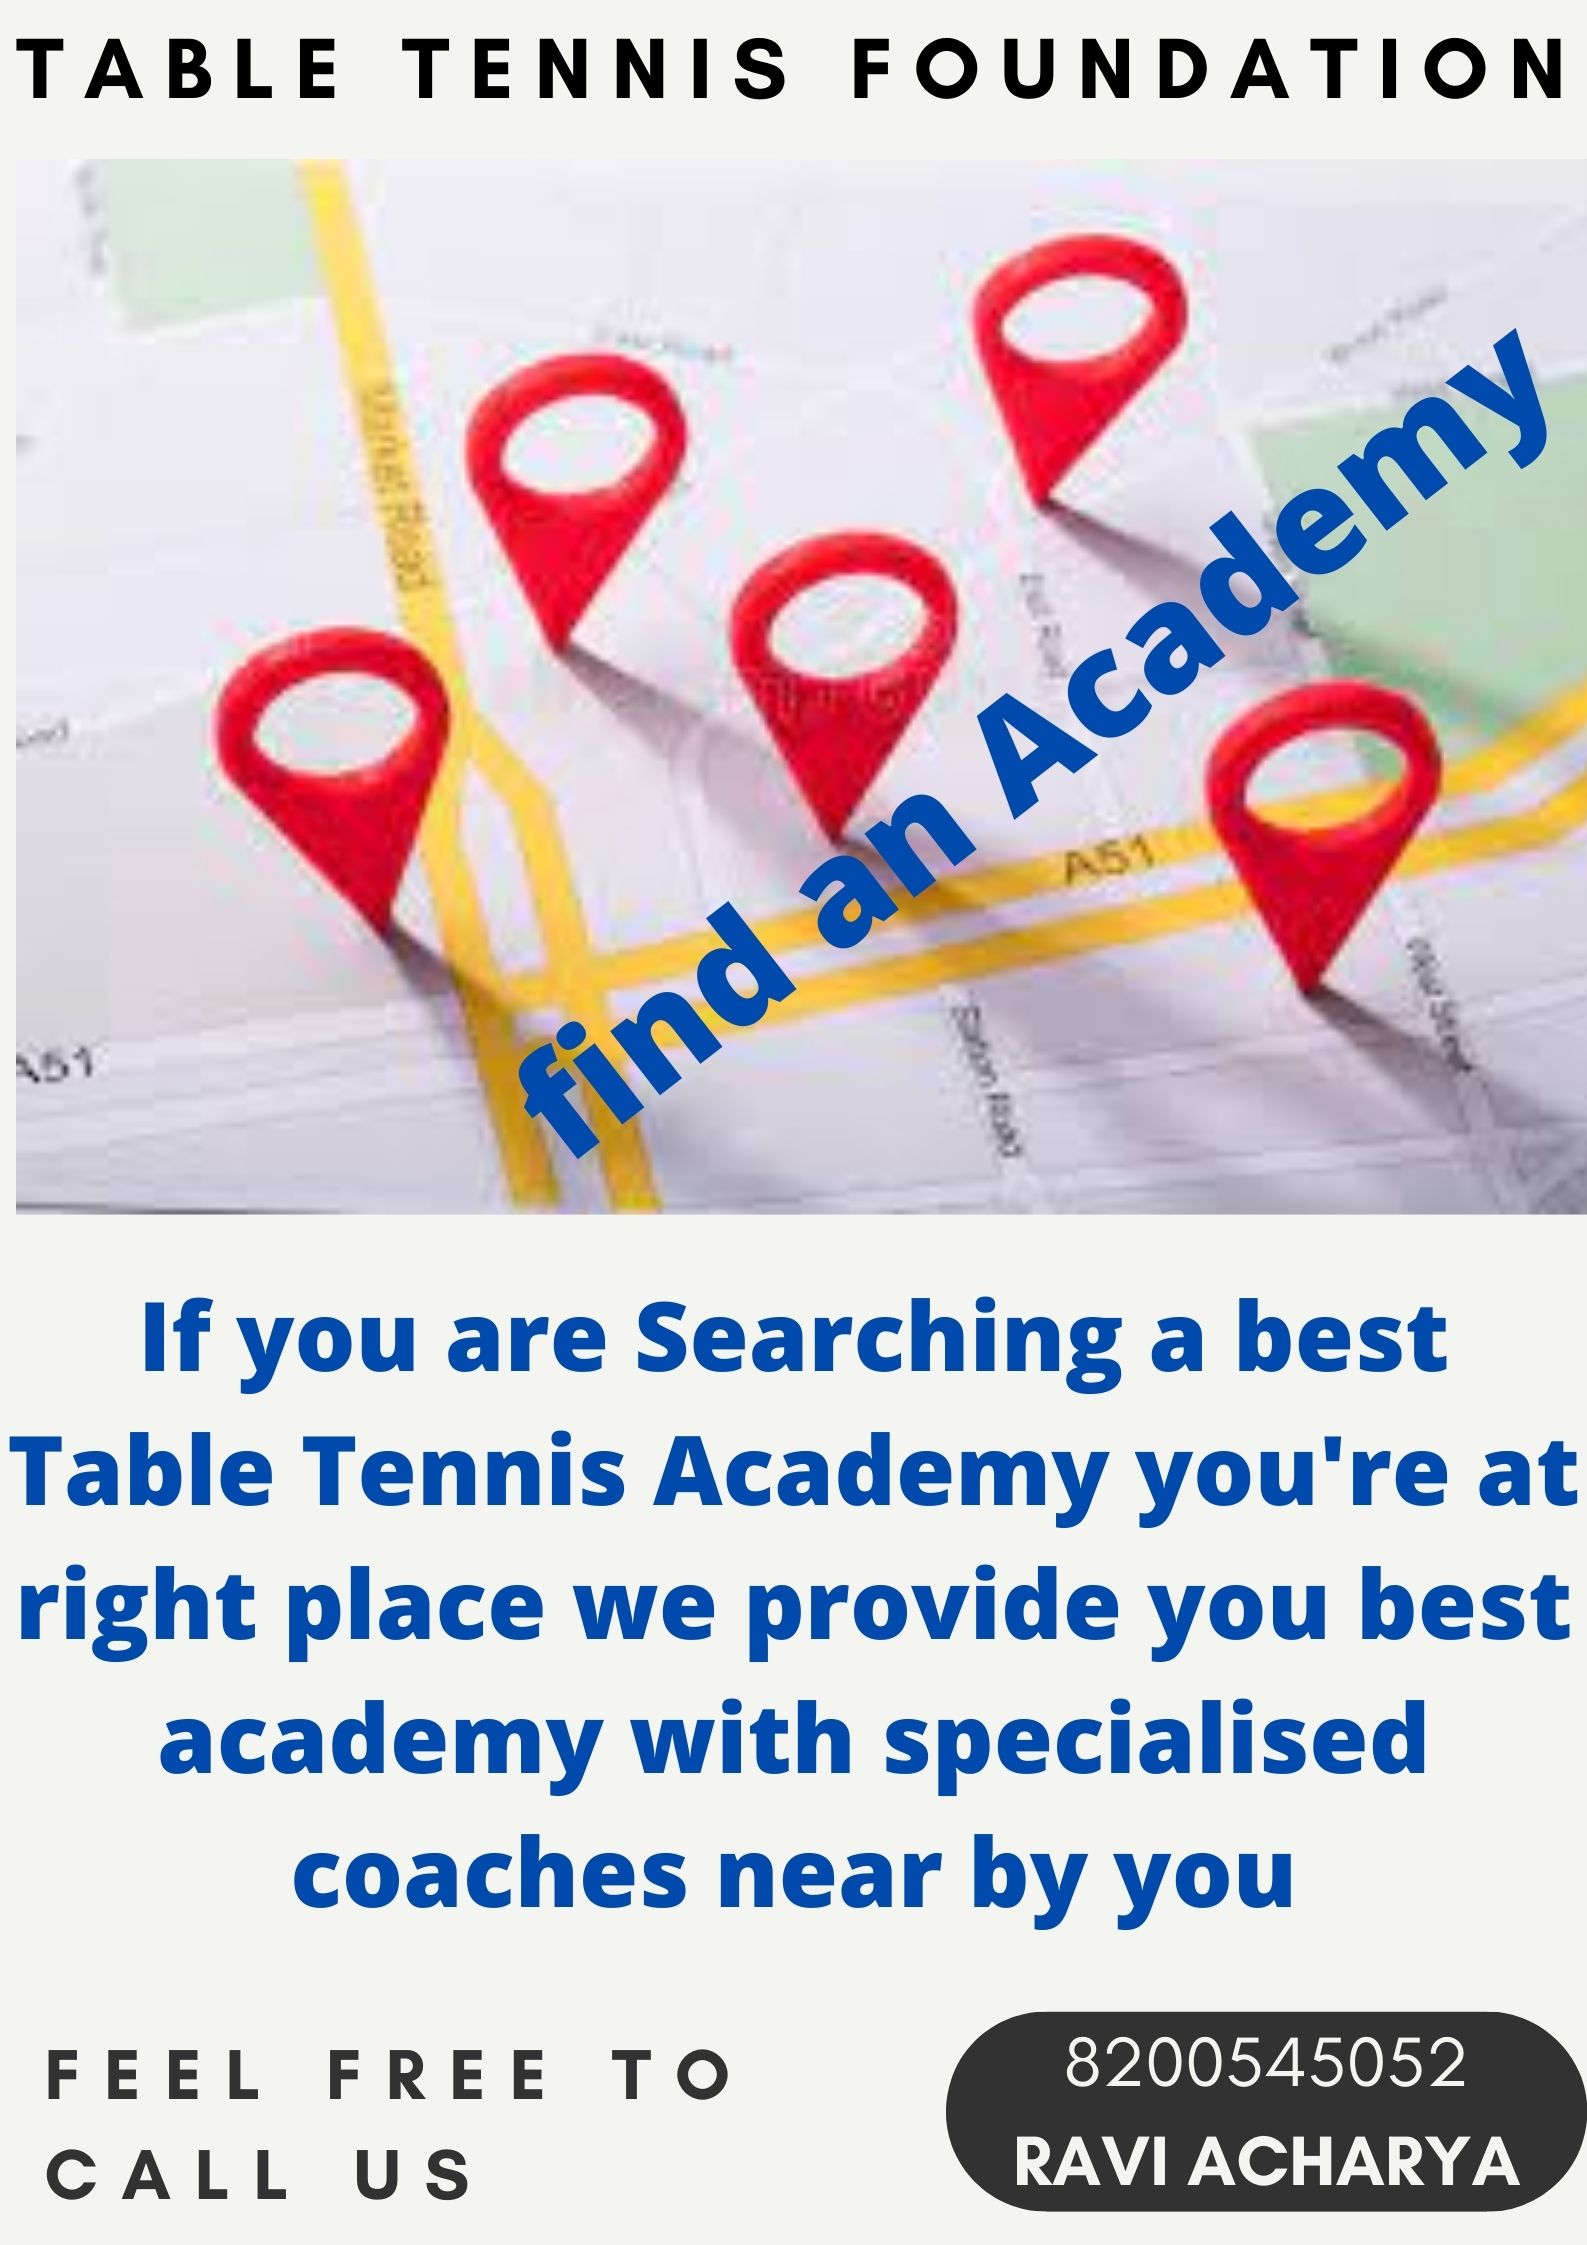 TABLE TENNIS FOUNDATION
find an Academy
A51
A51
If you are Searching a best
Table Tennis Academy you're at
right place we provide you best
academy with specialised
coaches near by you
FEEL FREE TO
CALL US
8200545052
RAVI ACHARYA